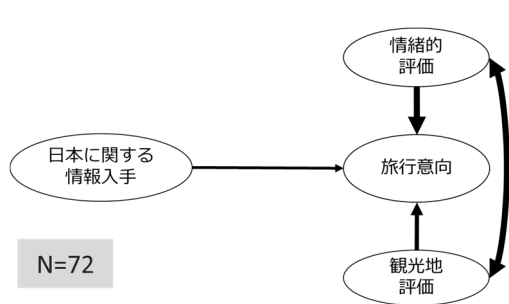 情緒的
評価
日本に関する
情報入手
旅行意向
観光地
評価
N=72